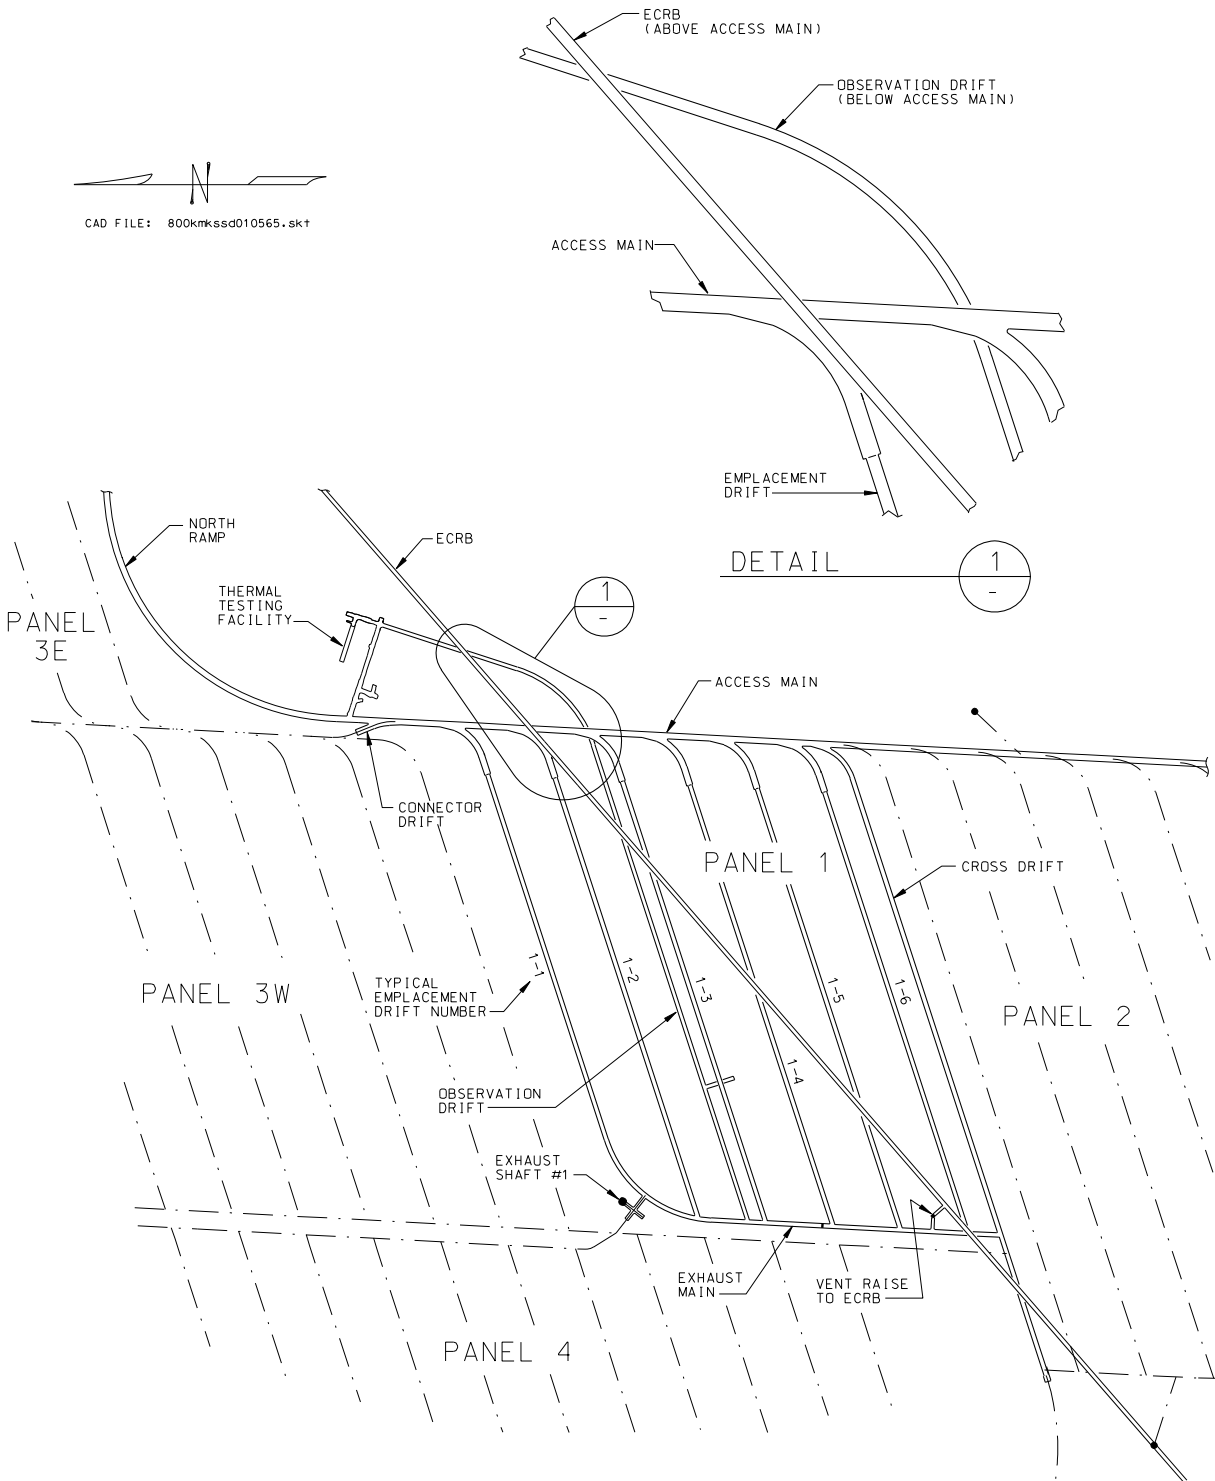 ECRB
(ABOVE ACCESS MAIN)
OBSERVATION DRIFT
(BELOW ACCESS MAIN)
N
CAD FILE: 800kmkssd010565.skt
ACCESS MAIN
EMPLACEMENT
DRIFT
DETAIL
1
-
NORTH
RAMP
ECRB
THERMAL
TESTING
FACILITY
1
-
PANEL
3E
ACCESS MAIN
CONNECTOR
DRIFT
PANEL 1
CROSS DRIFT
1-1
1-2
1-3
1-5
1-6
TYPICAL
EMPLACEMENT
DRIFT NUMBER
PANEL 3W
PANEL 2
1-4
OBSERVATION
DRIFT
EXHAUST
SHAFT #1
EXHAUST
MAIN
VENT RAISE
TO ECRB
PANEL 4